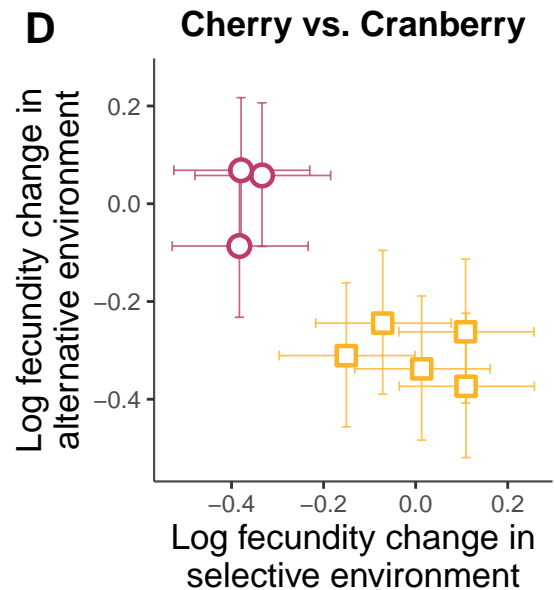 D
Cherry vs. Cranberry
Log fecundity change in
alternative environment
0.2
0.0
−0.2
−0.4
−0.4
−0.2
0.0
0.2
Log fecundity change in
selective environment